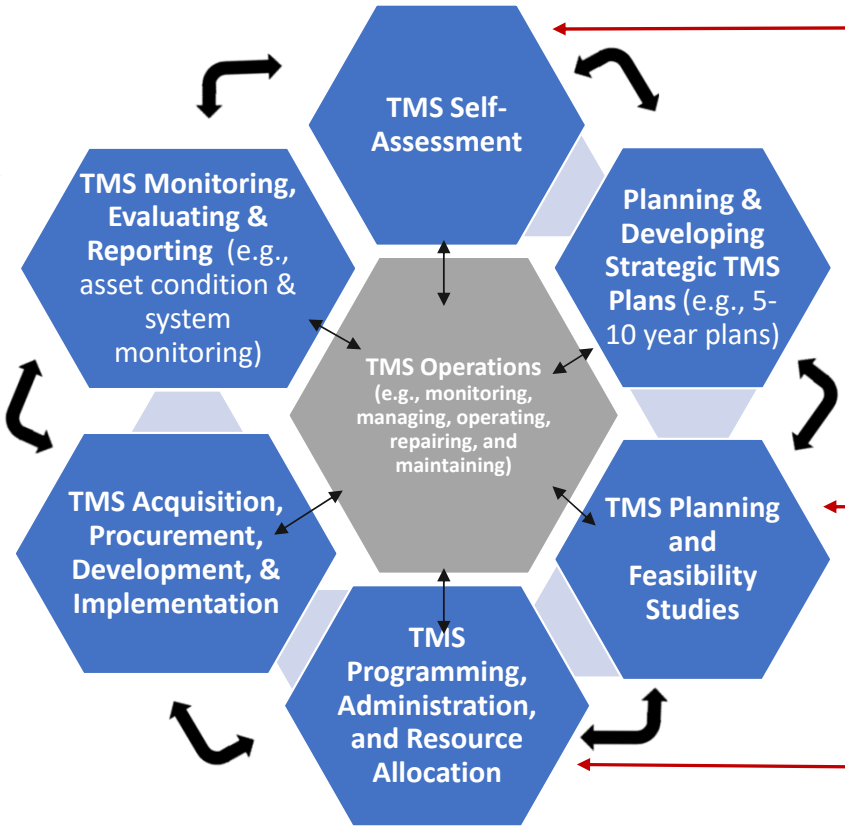 TMS Self-
Assessment
TMS Monitoring,
Evaluating &
Reporting (e.g.,
asset condition &
system
monitoring)
Planning &
Developing
Strategic TMS
Plans (e.g., 5-
10 year plans)
TMS Operations
(e.g., monitoring,
managing, operating,
repairing, and
maintaining)
TMS Acquisition,
Procurement,
Development, &
Implementation
TMS Planning
and
Feasibility
Studies
TMS
Programming,
Administration,
and Resource
Allocation